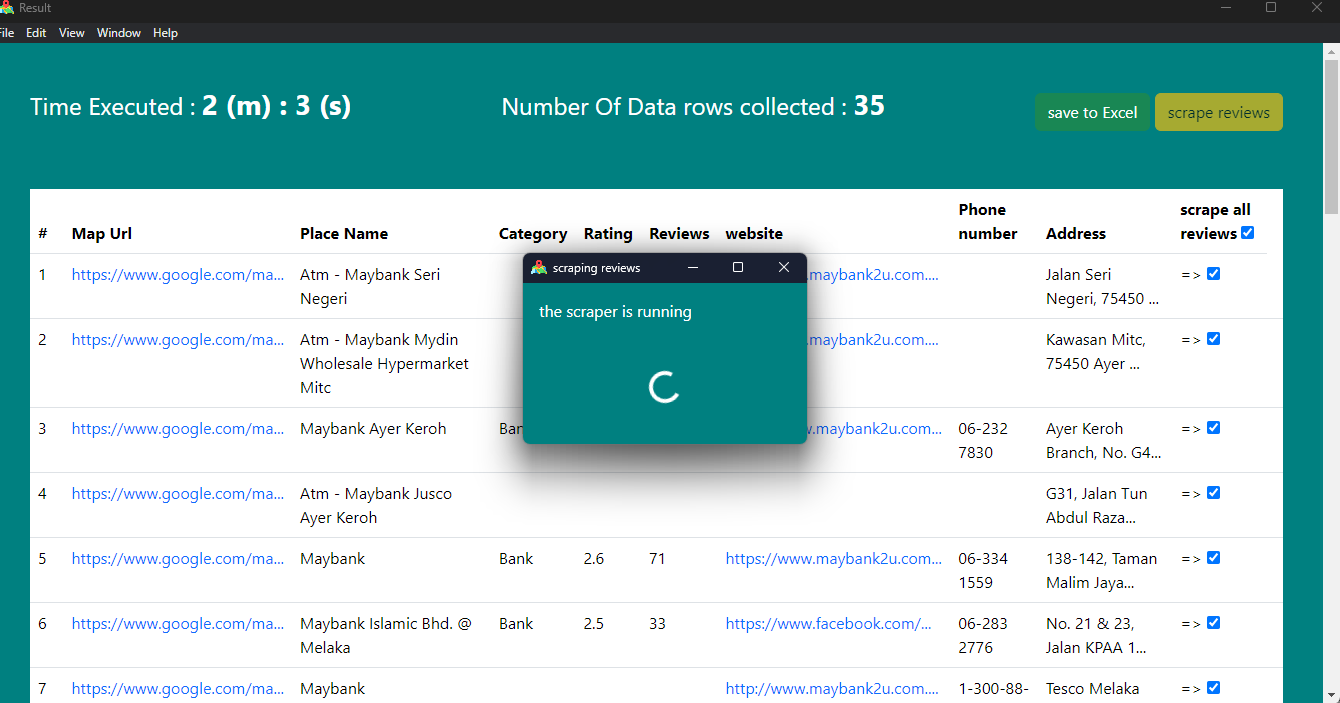 Result
File Edit View Window Help
Time Executed : 2 (m) : 3 (s)
Number Of Data rows collected : 35
save to Excel
scrape reviews
# Map Url Place Name Category Rating Reviews website Phone number Address scrape all reviews
1 https://www.google.com/ma... Atm - Maybank Seri Negeri .maybank2u.com.... Jalan Seri Negeri, 75450 ... =>
2 https://www.google.com/ma... Atm - Maybank Mydin Wholesale Hypermarket Mitc .maybank2u.com.... Kawasan Mitc, 75450 Ayer ... =>
3 https://www.google.com/ma... Maybank Ayer Keroh Ban .maybank2u.com... 06-232 7830 Ayer Keroh Branch, No. G4... =>
4 https://www.google.com/ma... Atm - Maybank Jusco Ayer Keroh G31, Jalan Tun Abdul Raza... =>
5 https://www.google.com/ma... Maybank Bank 2.6 71 https://www.maybank2u.com... 06-334 1559 138-142, Taman Malim Jaya... =>
6 https://www.google.com/ma... Maybank Islamic Bhd. @ Melaka Bank 2.5 33 https://www.facebook.com/... 06-283 2776 No. 21 & 23, Jalan KPAA 1... =>
7 https://www.google.com/ma... Maybank http://www.maybank2u.com.... 1-300-88- Tesco Melaka =>
scraping reviews
the scraper is running